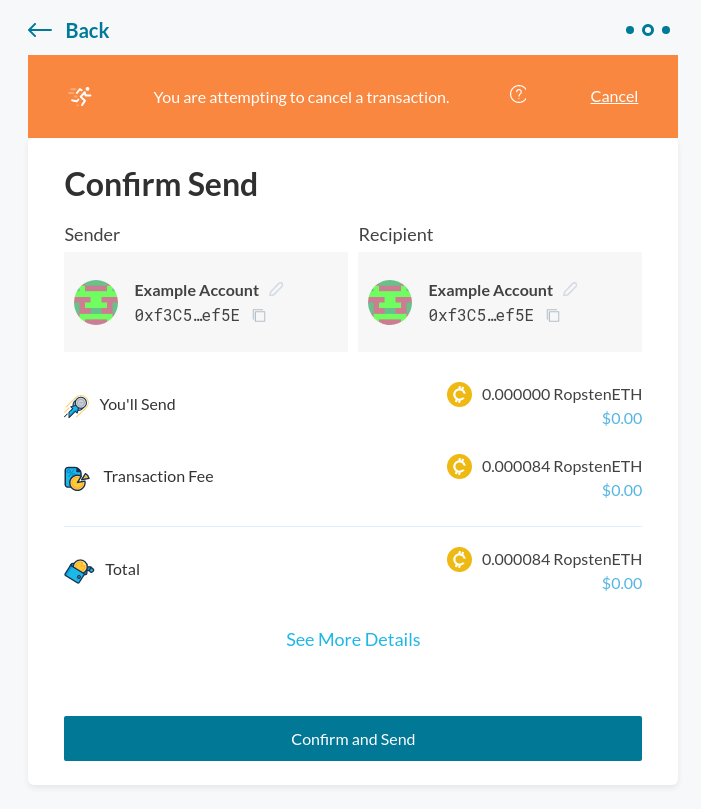 Back
You are attempting to cancel a transaction.
Cancel
Confirm Send
Sender
Recipient
Example Account
0xf3C5…ef5E
Example Account
0xf3C5…ef5E
You'll Send
0.000000 RopstenETH
$0.00
Transaction Fee
0.000084 RopstenETH
$0.00
Total
0.000084 RopstenETH
$0.00
See More Details
Confirm and Send